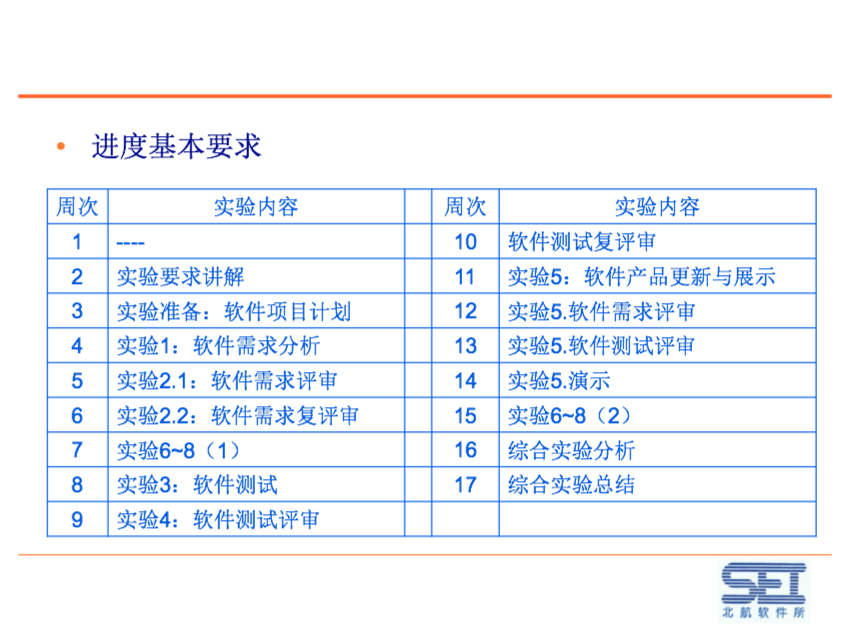 • 进度基本要求
周次 实验内容 周次 实验内容
1 ---- 10 软件测试复评审
2 实验要求讲解 11 实验5：软件产品更新与展示
3 实验准备：软件项目计划 12 实验5.软件需求评审
4 实验1：软件需求分析 13 实验5.软件测试评审
5 实验2.1：软件需求评审 14 实验5.演示
6 实验2.2：软件需求复评审 15 实验6~8（2）
7 实验6~8（1） 16 综合实验分析
8 实验3：软件测试 17 综合实验总结
9 实验4：软件测试评审
SEI
北航软件所